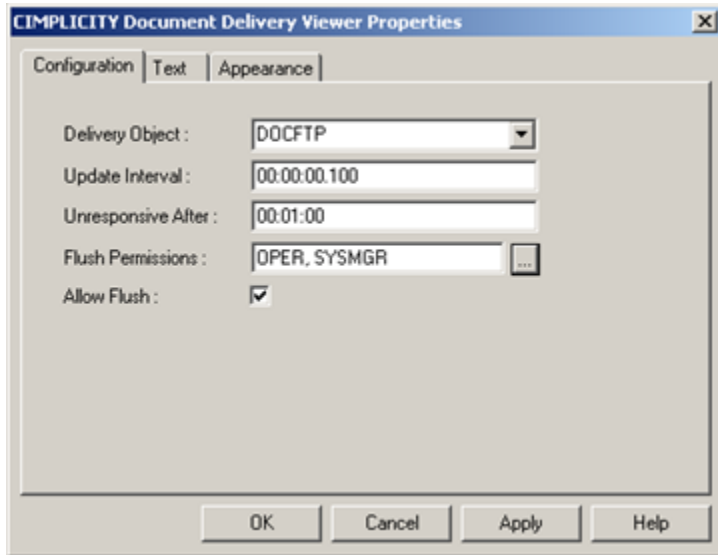 CIMPLICITY Document Delivery Viewer Properties
Configuration Text Appearance
Delivery Object : DOCFTP
Update Interval : 00:00:00.100
Unresponsive After : 00:01:00
Flush Permissions : OPER, SYSMGR ...
Allow Flush :
OK Cancel Apply Help